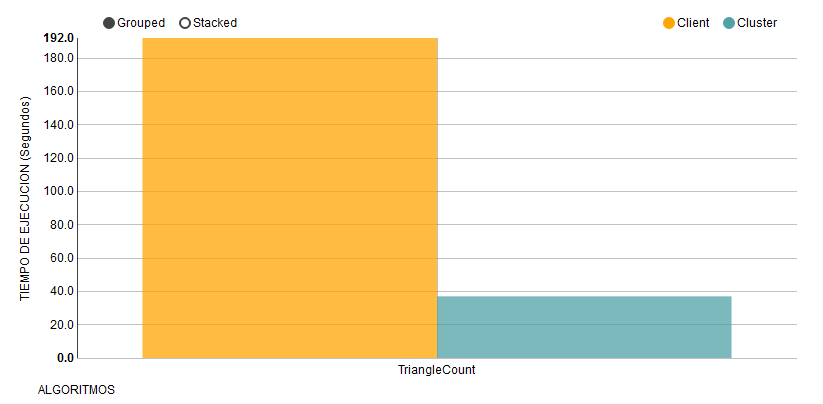 Grouped Stacked Client Cluster
192.0
180.0
160.0
140.0
120.0
100.0
80.0
60.0
40.0
20.0
0.0
TIEMPO DE EJECUCION (Segundos)
TriangleCount
ALGORITMOS